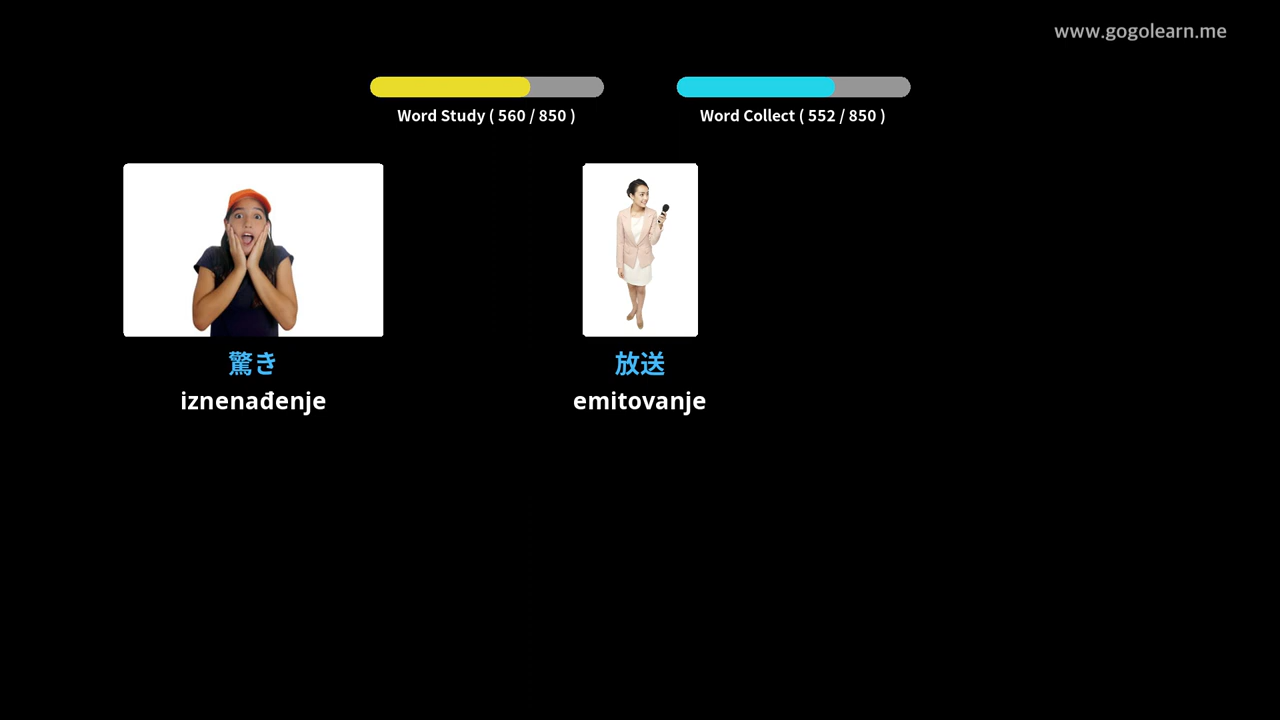 www.gogolearn.me
Word Study ( 560 / 850 )
Word Collect ( 552 / 850 )
驚き
iznenađenje
放送
emitovanje